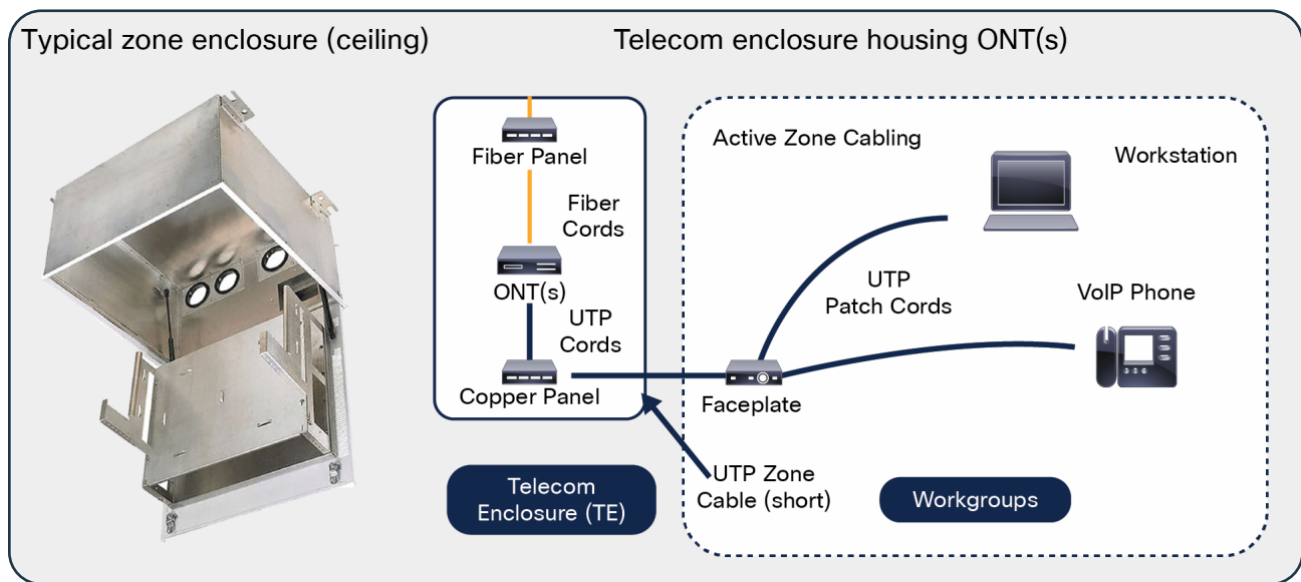 Typical zone enclosure (ceiling)
Telecom enclosure housing ONT(s)
Fiber Panel
Fiber
Cords
ONT(s)
UTP
Cords
Copper Panel
Telecom
Enclosure (TE)
Active Zone Cabling
Workstation
UTP
Patch Cords
VoIP Phone
Faceplate
UTP Zone
Cable (short)
Workgroups